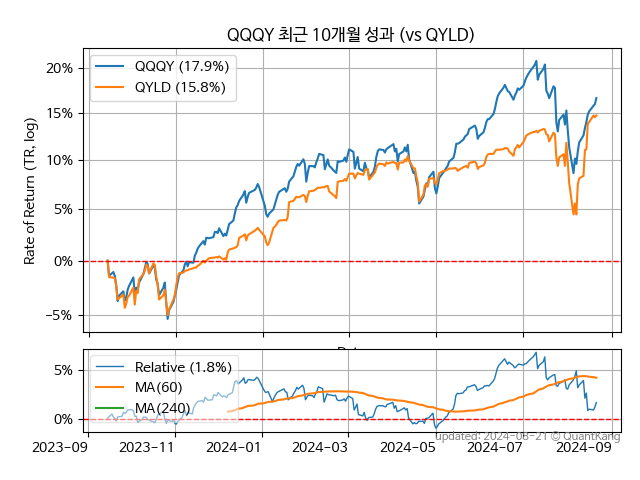 QQQY 최근 10개월 성과 (vs QYLD)
Rate of Return (TR, log)
20%
15%
10%
5%
0%
−5%
QQQY (17.9%)
QYLD (15.8%)
5%
0%
Relative (1.8%)
MA(60)
MA(240)
2023−09
2023−11
2024−01
2024−03
2024−05
2024−07
2024−09
updated: 2024-08-21 © QuantKang